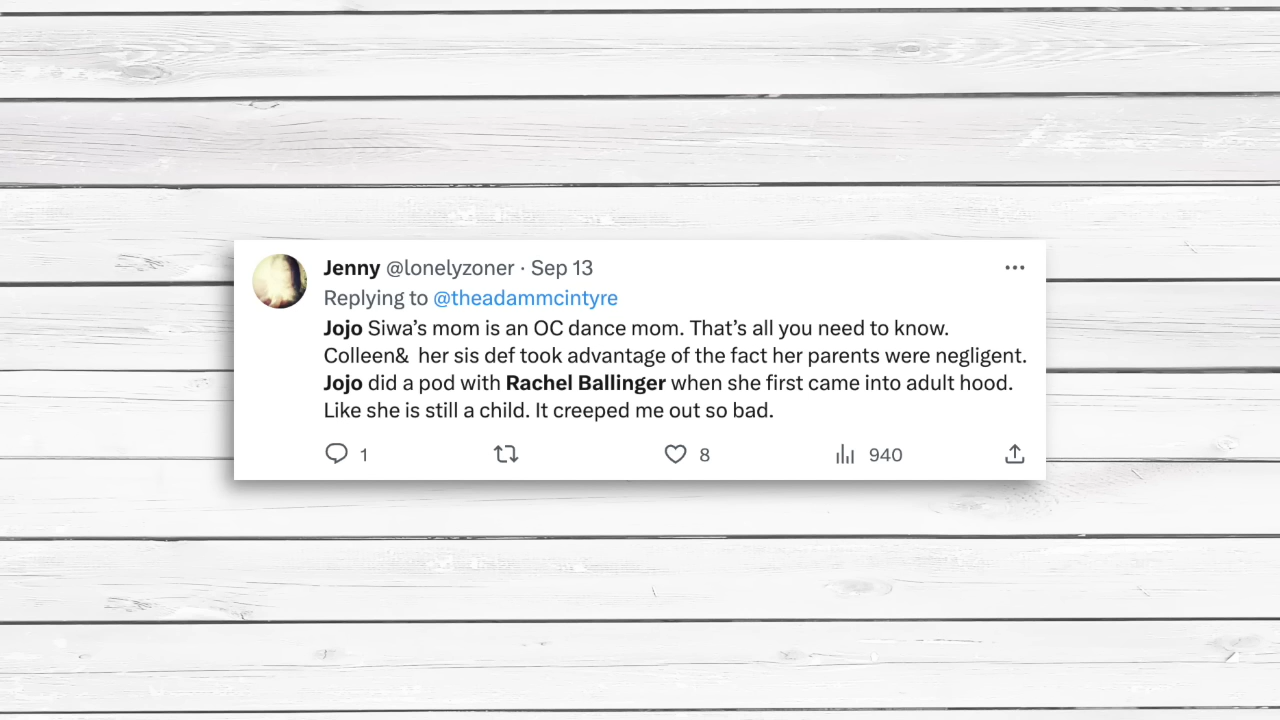 Jenny @lonelyzoner · Sep 13
Replying to @theadammcintyre
Jojo Siwa’s mom is an OC dance mom. That’s all you need to know.
Colleen&  her sis def took advantage of the fact her parents were negligent.
Jojo did a pod with Rachel Ballinger when she first came into adult hood.
Like she is still a child. It creeped me out so bad.
1 8 940